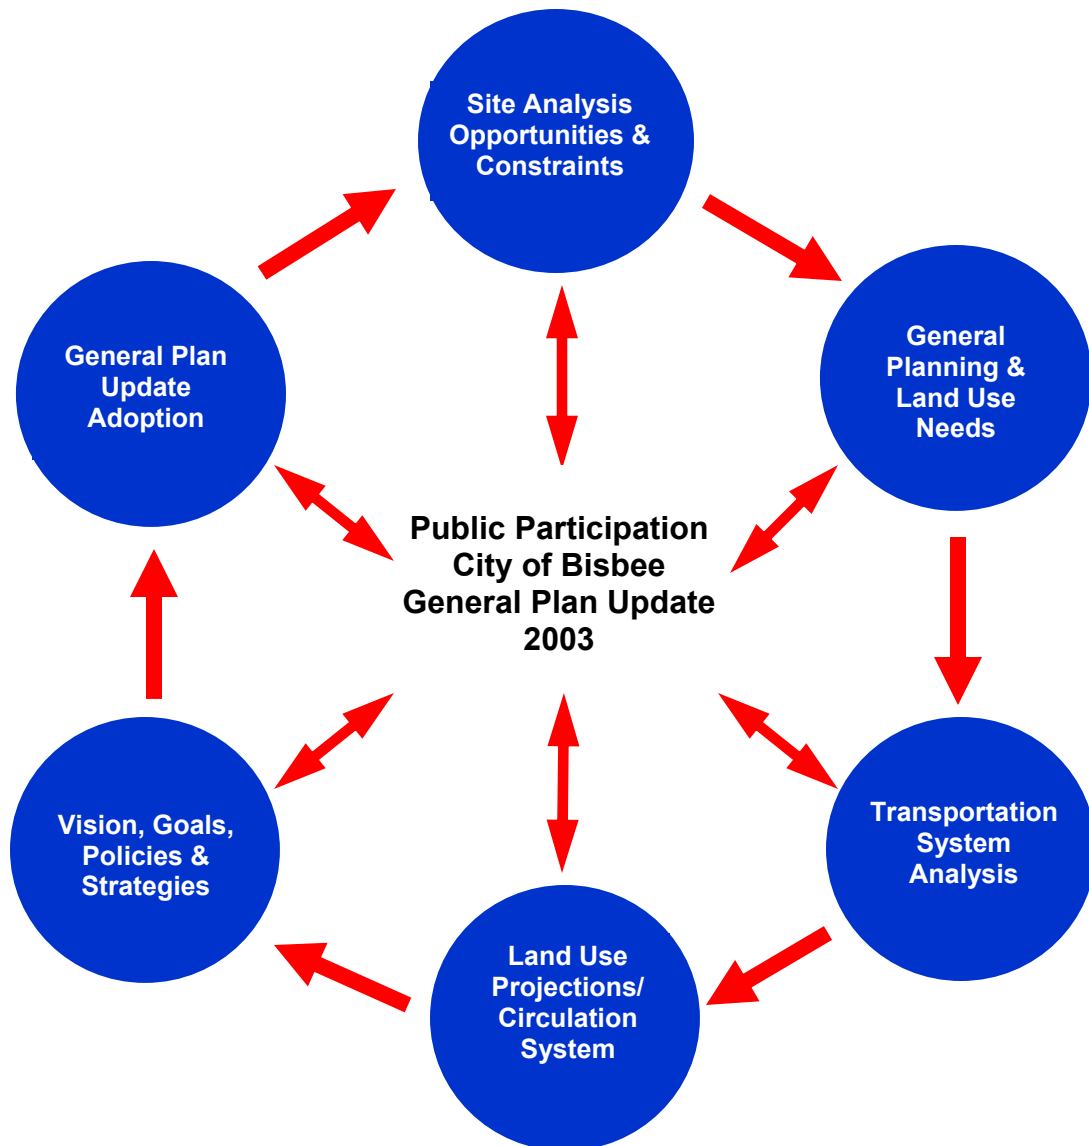 Site Analysis
Opportunities &
Constraints
General
Planning &
Land Use
Needs
General Plan
Update
Adoption
Public Participation
City of Bisbee
General Plan Update
2003
Transportation
System
Analysis
Vision, Goals,
Policies &
Strategies
Land Use
Projections/
Circulation
System